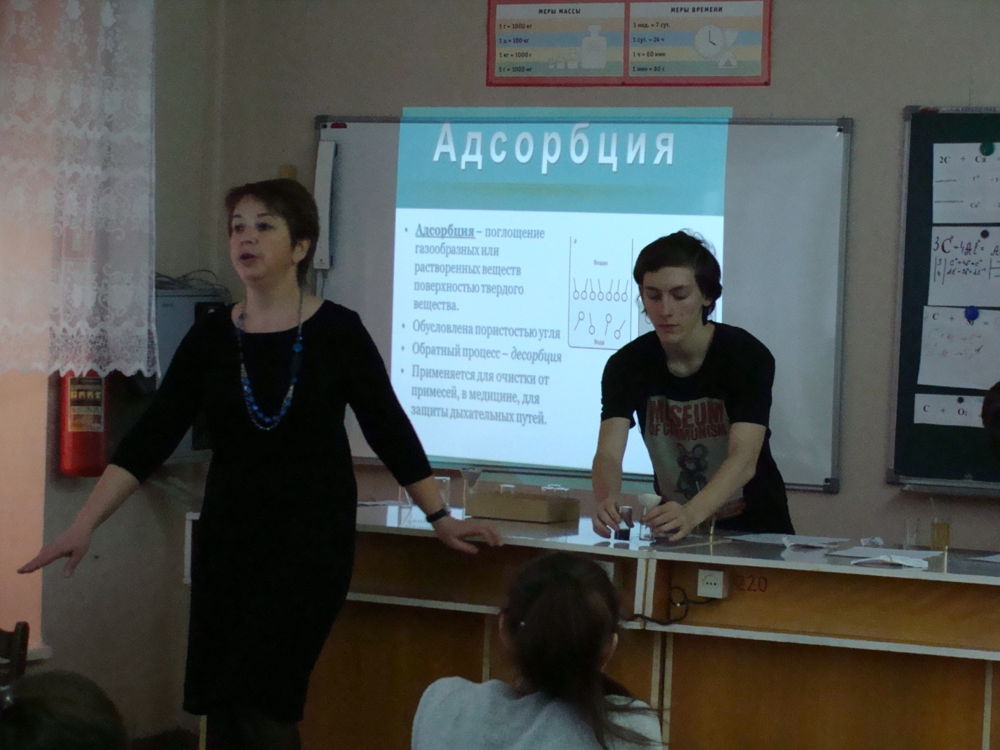 МЕРЫ МАССЫ
1 т = 1000 кг
1 ц = 100 кг
1 кг = 1000 г
1 г = 1000 мг
МЕРЫ ВРЕМЕНИ
1 нед. = 7 сут.
1 сут. = 24 ч
1 ч = 60 мин
1 мин = 60 с
Адсорбция
• Адсорбция – поглощение
газообразных или
растворенных веществ
поверхностью твердого
вещества.
• Обусловлена пористостью угля
• Обратный процесс – десорбция
• Применяется для очистки от
примесей, в медицине, для
защиты дыхательных путей.
а
Воздух
Вода
MUSEUM
OF COMMUNISM
220
2C + Ca
C +
C + O₂